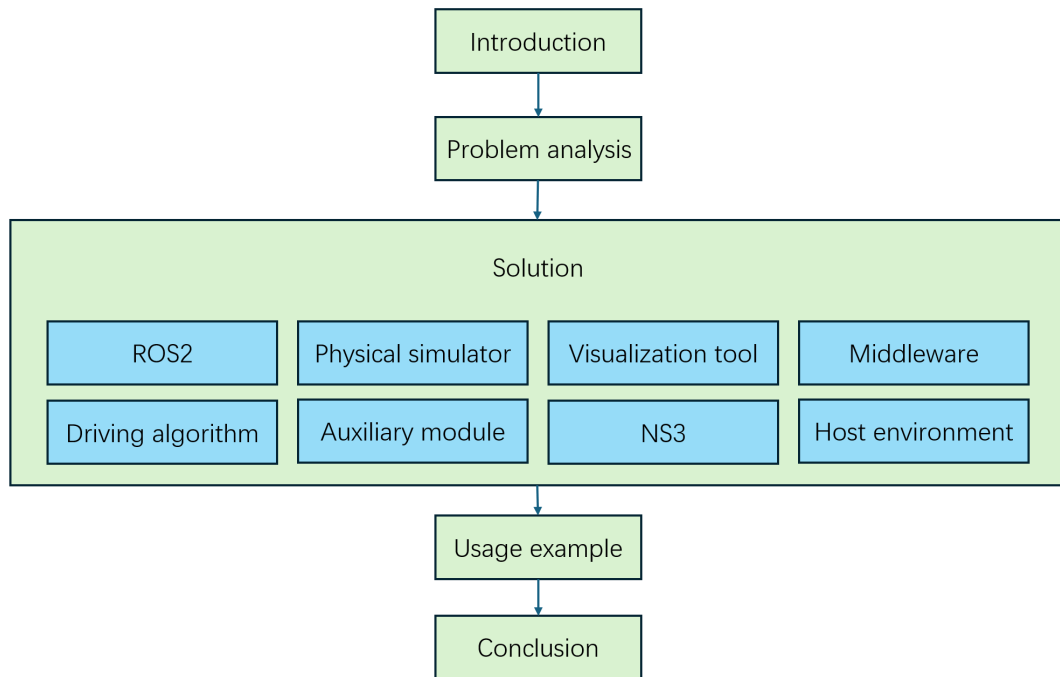 Introduction
Problem analysis
Solution
ROS2
Physical simulator
Visualization tool
Middleware
Driving algorithm
Auxiliary module
NS3
Host environment
Usage example
Conclusion